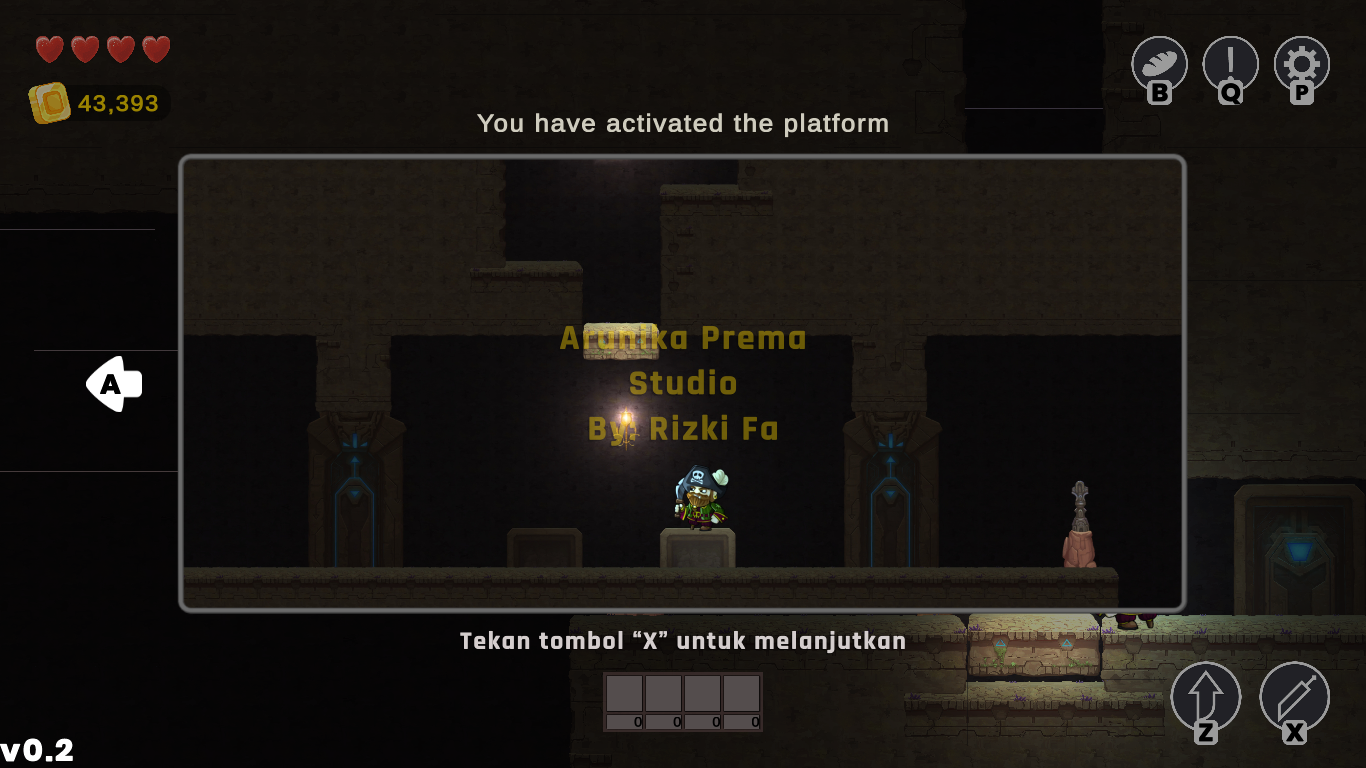 43,393
B
Q
P
You have activated the platform
A
Arunika Prema
Studio
By: Rizki Fa
Tekan tombol “X” untuk melanjutkan
0 0 0 0
Z
X
v0.2